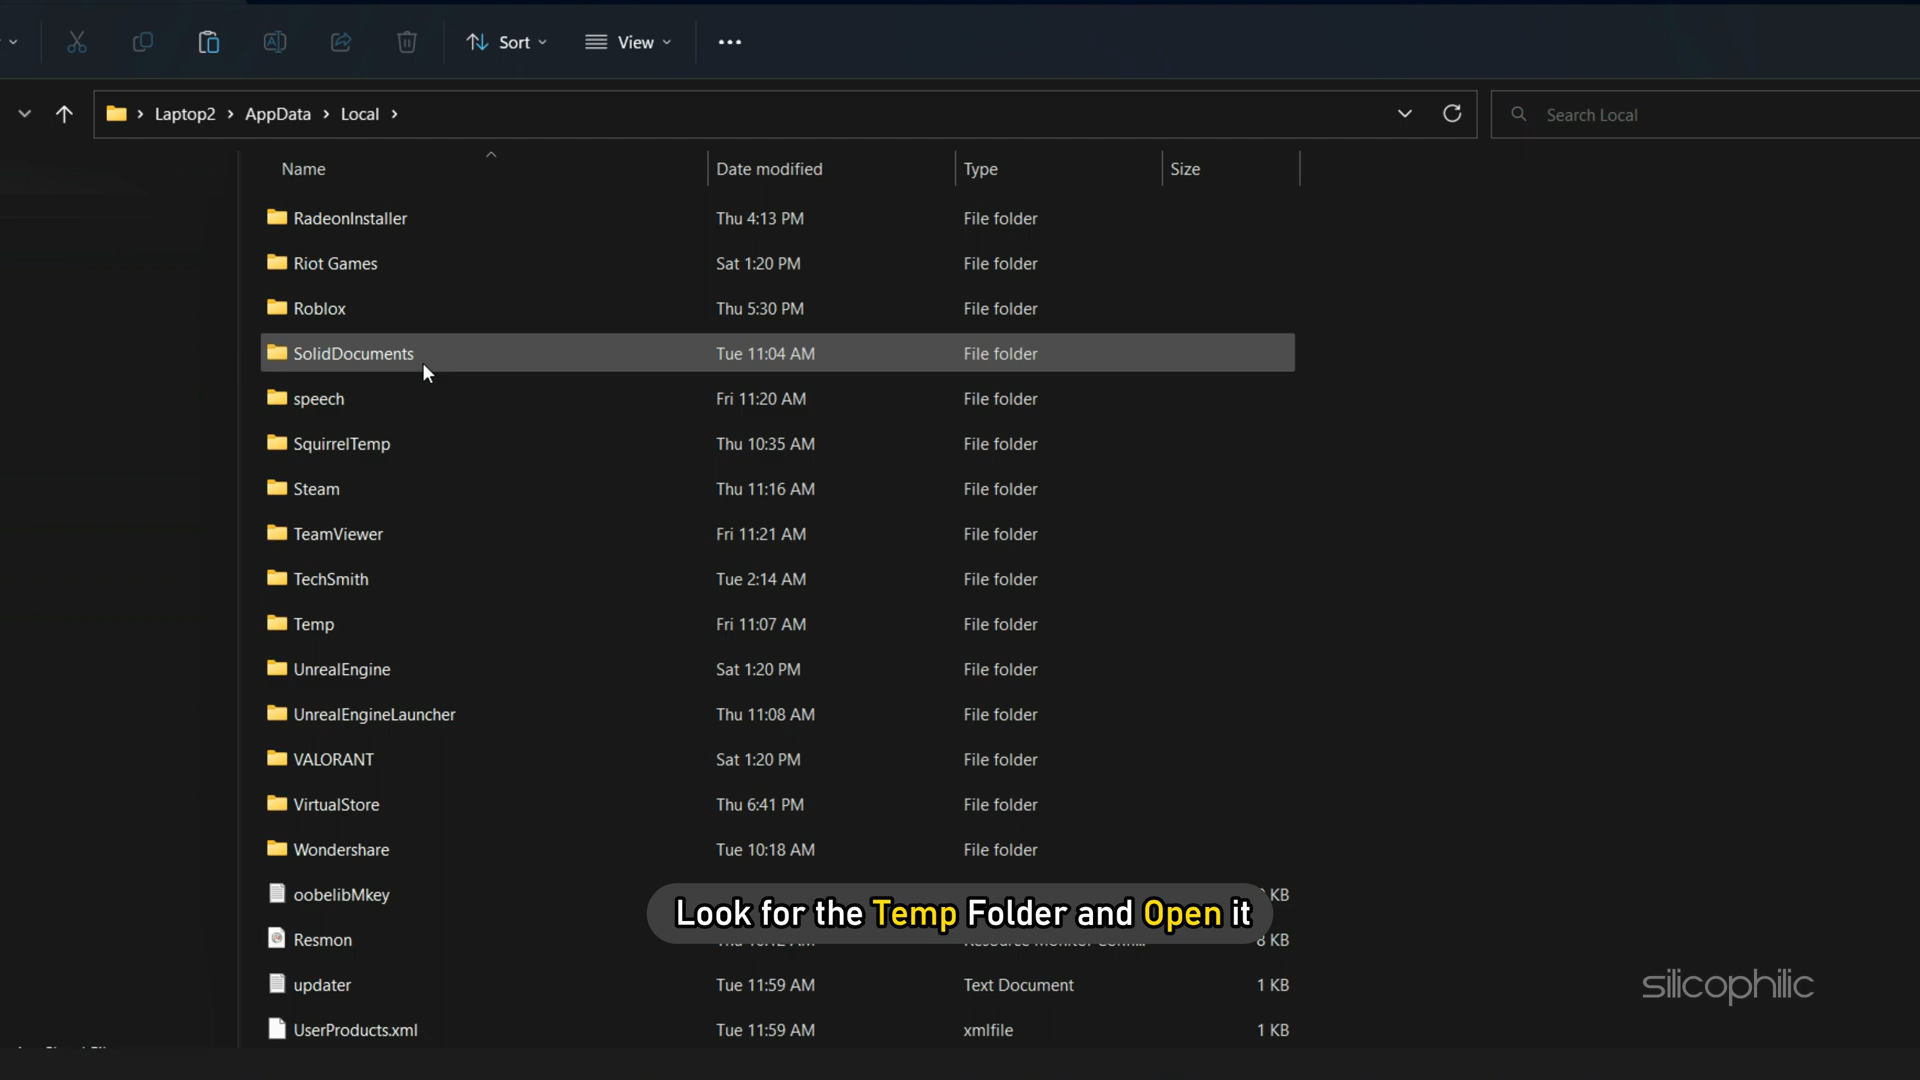 Sort View
Laptop2 AppData Local Search Local
Name Date modified Type Size
RadeonInstaller Thu 4:13 PM File folder
Riot Games Sat 1:20 PM File folder
Roblox Thu 5:30 PM File folder
SolidDocuments Tue 11:04 AM File folder
speech Fri 11:20 AM File folder
SquirrelTemp Thu 10:35 AM File folder
Steam Thu 11:16 AM File folder
TeamViewer Fri 11:21 AM File folder
TechSmith Tue 2:14 AM File folder
Temp Fri 11:07 AM File folder
UnrealEngine Sat 1:20 PM File folder
UnrealEngineLauncher Thu 11:08 AM File folder
VALORANT Sat 1:20 PM File folder
VirtualStore Thu 6:41 PM File folder
Wondershare Tue 10:18 AM File folder
oobelibMkey KB
Look for the Temp Folder and Open it
Resmon 8 KB
updater Tue 11:59 AM Text Document 1 KB
silicophilic
UserProducts.xml Tue 11:59 AM xmlfile 1 KB